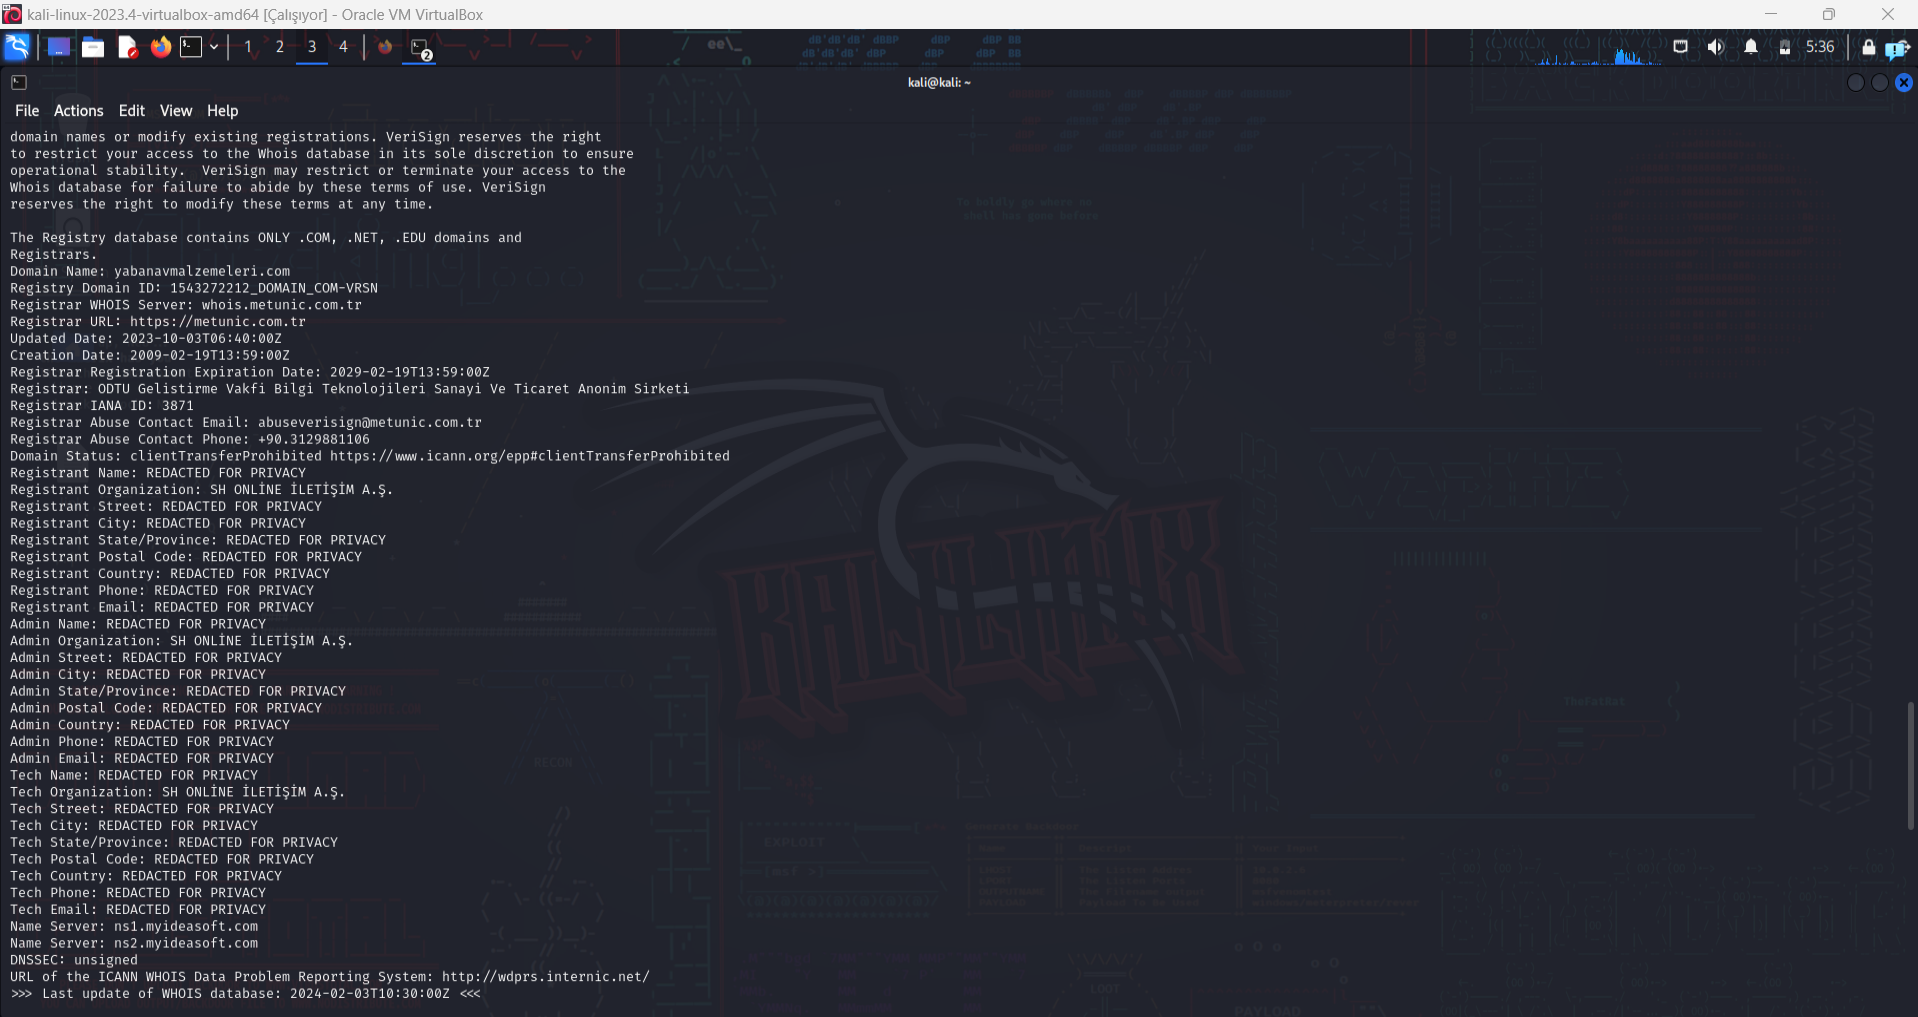 kali-linux-2023.4-virtualbox-amd64 [Çalışıyor] - Oracle VM VirtualBox
1 2 3 4 2 5:36
kali@kali: ~
File Actions Edit View Help
domain names or modify existing registrations. VeriSign reserves the right
to restrict your access to the Whois database in its sole discretion to ensure
operational stability.  VeriSign may restrict or terminate your access to the
Whois database for failure to abide by these terms of use. VeriSign
reserves the right to modify these terms at any time.
The Registry database contains ONLY .COM, .NET, .EDU domains and
Registrars.
Domain Name: yabanavmalzemeleri.com
Registry Domain ID: 1543272212_DOMAIN_COM-VRSN
Registrar WHOIS Server: whois.metunic.com.tr
Registrar URL: https://metunic.com.tr
Updated Date: 2023-10-03T06:40:00Z
Creation Date: 2009-02-19T13:59:00Z
Registrar Registration Expiration Date: 2029-02-19T13:59:00Z
Registrar: ODTU Gelistirme Vakfi Bilgi Teknolojileri Sanayi Ve Ticaret Anonim Sirketi
Registrar IANA ID: 3871
Registrar Abuse Contact Email: abuseverisign@metunic.com.tr
Registrar Abuse Contact Phone: +90.3129881106
Domain Status: clientTransferProhibited https://www.icann.org/epp#clientTransferProhibited
Registrant Name: REDACTED FOR PRIVACY
Registrant Organization: SH ONLİNE İLETİŞİM A.Ş.
Registrant Street: REDACTED FOR PRIVACY
Registrant City: REDACTED FOR PRIVACY
Registrant State/Province: REDACTED FOR PRIVACY
Registrant Postal Code: REDACTED FOR PRIVACY
Registrant Country: REDACTED FOR PRIVACY
Registrant Phone: REDACTED FOR PRIVACY
Registrant Email: REDACTED FOR PRIVACY
Admin Name: REDACTED FOR PRIVACY
Admin Organization: SH ONLİNE İLETİŞİM A.Ş.
Admin Street: REDACTED FOR PRIVACY
Admin City: REDACTED FOR PRIVACY
Admin State/Province: REDACTED FOR PRIVACY
Admin Postal Code: REDACTED FOR PRIVACY
Admin Country: REDACTED FOR PRIVACY
Admin Phone: REDACTED FOR PRIVACY
Admin Email: REDACTED FOR PRIVACY
Tech Name: REDACTED FOR PRIVACY
Tech Organization: SH ONLİNE İLETİŞİM A.Ş.
Tech Street: REDACTED FOR PRIVACY
Tech City: REDACTED FOR PRIVACY
Tech State/Province: REDACTED FOR PRIVACY
Tech Postal Code: REDACTED FOR PRIVACY
Tech Country: REDACTED FOR PRIVACY
Tech Phone: REDACTED FOR PRIVACY
Tech Email: REDACTED FOR PRIVACY
Name Server: ns1.myideasoft.com
Name Server: ns2.myideasoft.com
DNSSEC: unsigned
URL of the ICANN WHOIS Data Problem Reporting System: http://wdprs.internic.net/
>>> Last update of WHOIS database: 2024-02-03T10:30:00Z <<<
KALI LINUX
To boldly go where no
shell has gone before
TheFatRat
RECON
EXPLOIT
LOOT
PAYLOAD